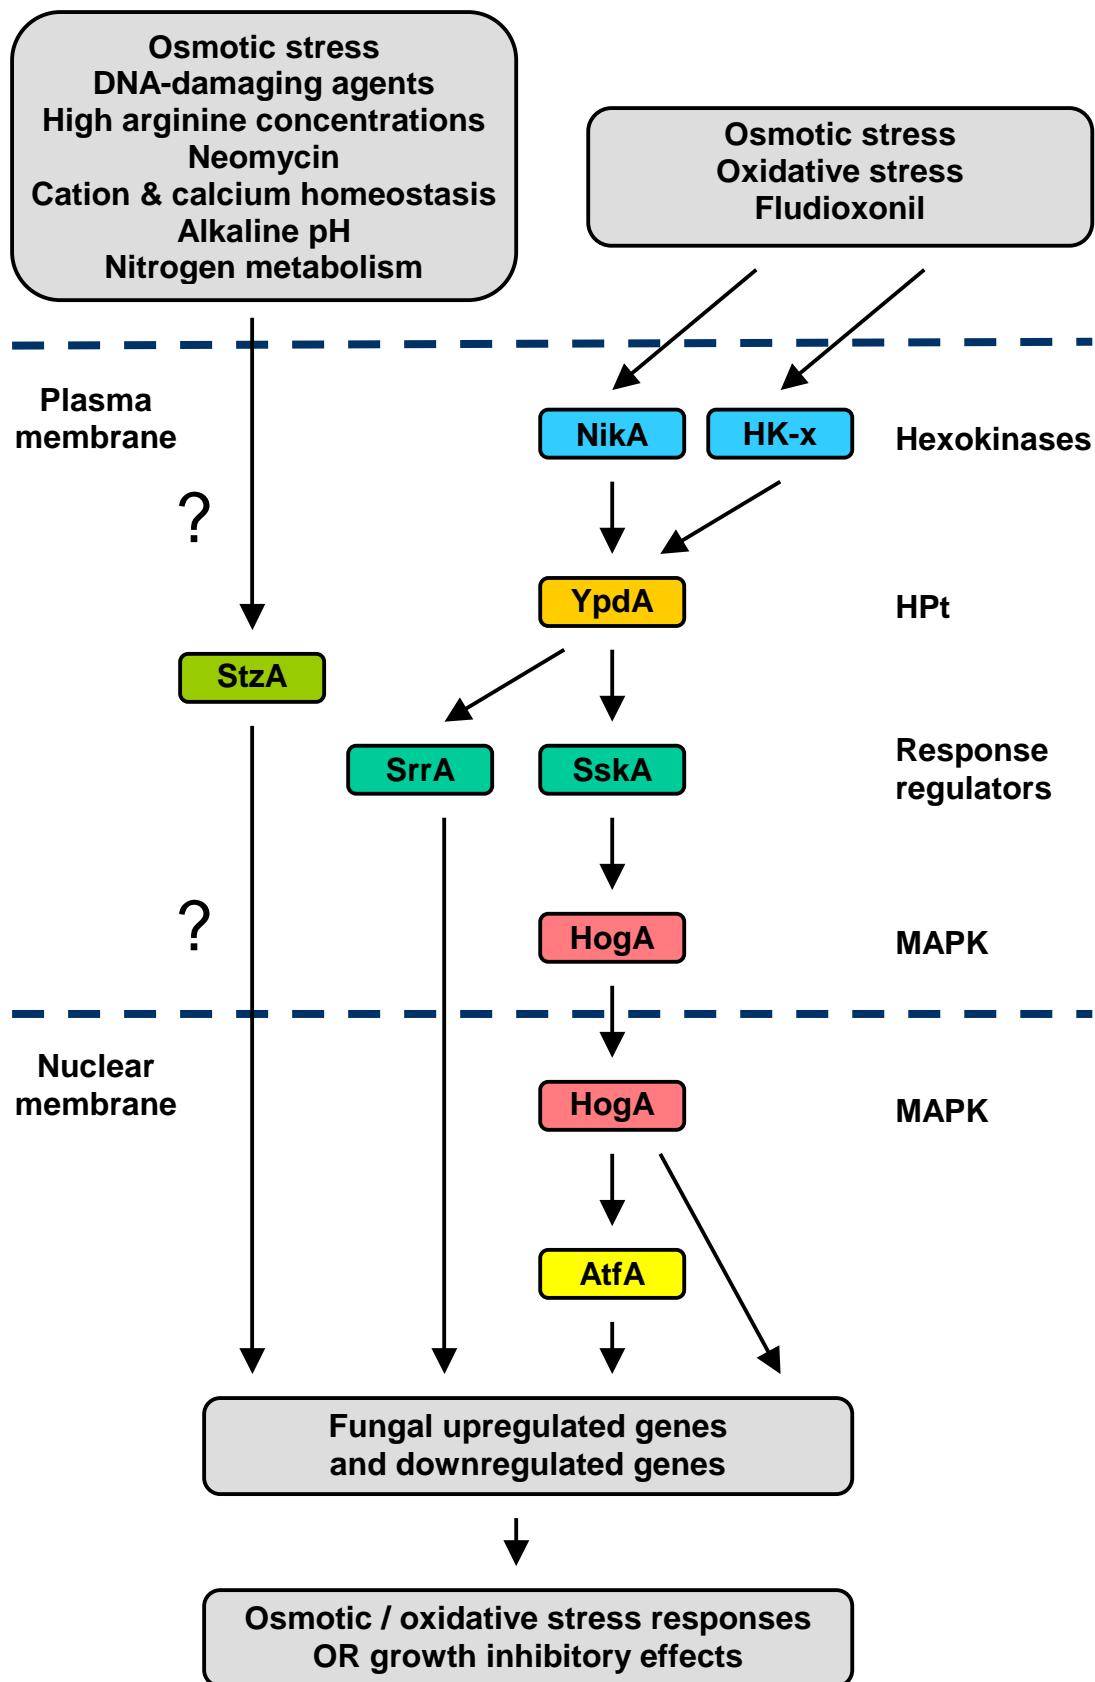 Osmotic stress
DNA-damaging agents
High arginine concentrations
Neomycin
Cation & calcium homeostasis
Alkaline pH
Nitrogen metabolism
Osmotic stress
Oxidative stress
Fludioxonil
Plasma
membrane
NikA
HK-x
Hexokinases
?
YpdA
HPt
StzA
SrrA
SskA
Response
regulators
?
HogA
MAPK
Nuclear
membrane
HogA
MAPK
AtfA
Fungal upregulated genes
and downregulated genes
Osmotic / oxidative stress responses
OR growth inhibitory effects